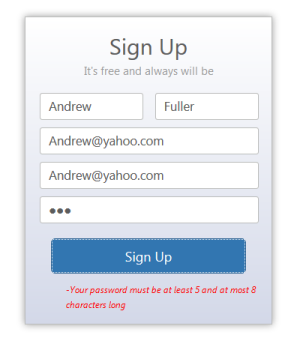 Sign Up
It's free and always will be
Andrew Fuller
Andrew@yahoo.com
Andrew@yahoo.com
●●●
Sign Up
-Your password must be at least 5 and at most 8
characters long